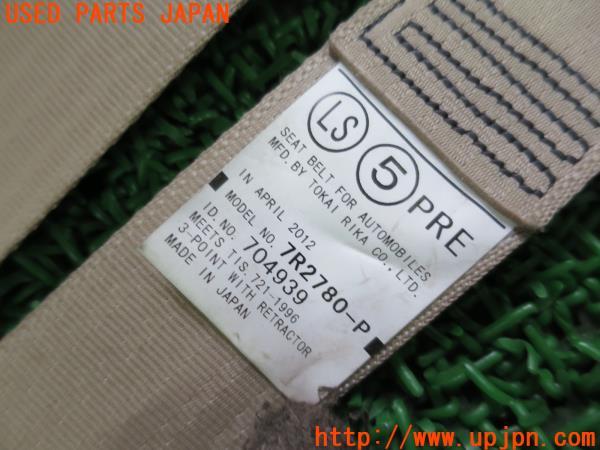 USED PARTS JAPAN
LS 5 PRE
SEAT BELT FOR AUTOMOBILES
MFD. BY TOKAI RIKA CO., LTD.
IN APRIL 2012
MODEL NO. 7R2780-P
ID. NO. 704939
MEETS TIS. 721-1996
3-POINT WITH RETRACTOR
MADE IN JAPAN
http://www.upjpn.com/